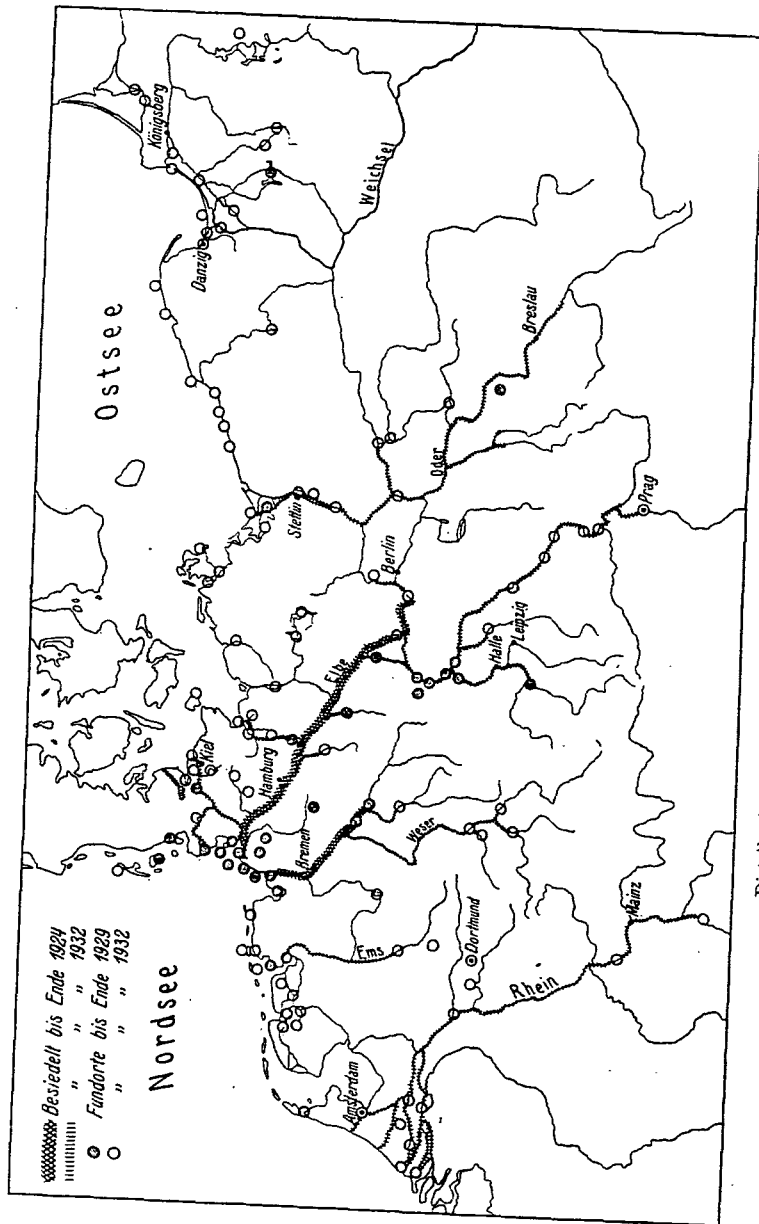 Besiedelt bis Ende 1924
" " " 1932
Fundorte bis Ende 1929
" " " 1932
Nordsee
Ostsee
Königsberg
Danzig
Weichsel
Stettin
Kiel
Hamburg
Elbe
Berlin
Oder
Breslau
Bremen
Weser
Halle
Leipzig
Prag
Ems
Dortmund
Amsterdam
Rhein
Mainz